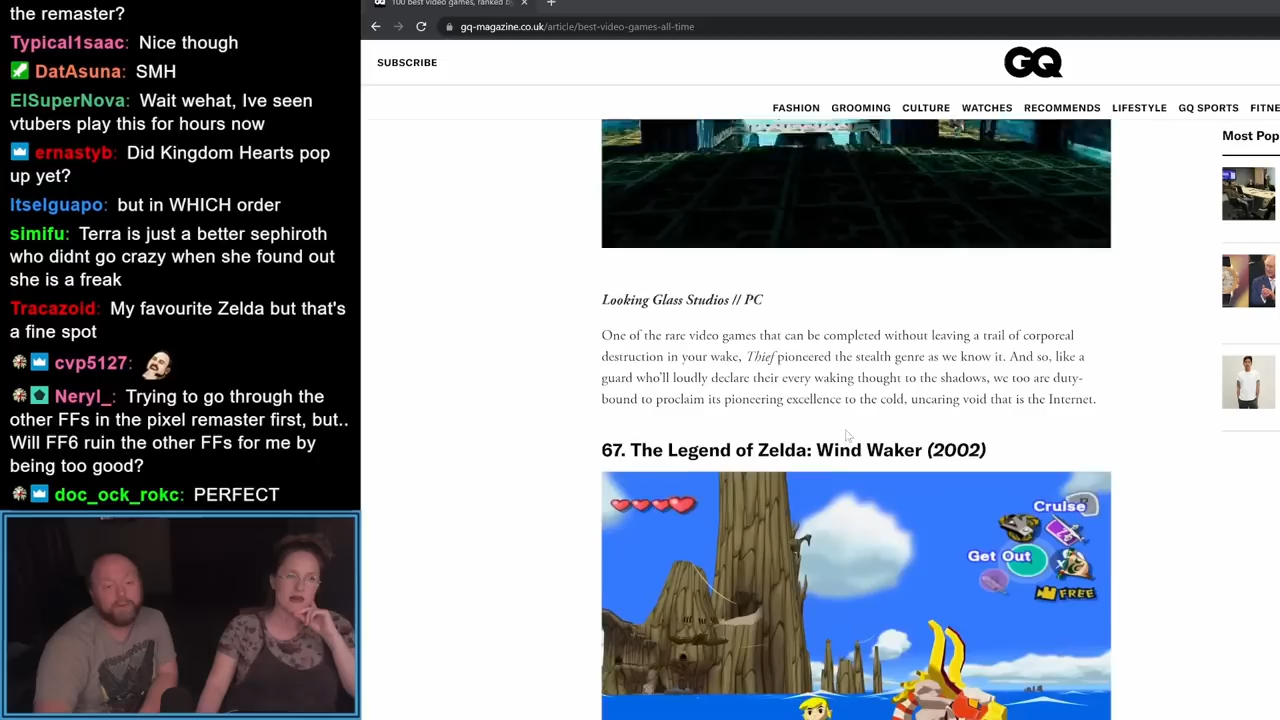 the remaster?
Typical1saac: Nice though
DatAsuna: SMH
ElSuperNova: Wait wehat, Ive seen
vtubers play this for hours now
ernastyb: Did Kingdom Hearts pop
up yet?
Itselguapo: but in WHICH order
simifu: Terra is just a better sephiroth
who didnt go crazy when she found out
she is a freak
Tracazoid: My favourite Zelda but that's
a fine spot
cvp5127:
Neryl_: Trying to go through the
other FFs in the pixel remaster first, but..
Will FF6 ruin the other FFs for me by
being too good?
doc_ock_rokc: PERFECT
GQ 100 best video games, ranked by
gq-magazine.co.uk/article/best-video-games-all-time
SUBSCRIBE
GQ
FASHION GROOMING CULTURE WATCHES RECOMMENDS LIFESTYLE GQ SPORTS FITNE
Most Pop
Looking Glass Studios // PC
One of the rare video games that can be completed without leaving a trail of corporeal
destruction in your wake, Thief pioneered the stealth genre as we know it. And so, like a
guard who'll loudly declare their every waking thought to the shadows, we too are duty-
bound to proclaim its pioneering excellence to the cold, uncaring void that is the Internet.
67. The Legend of Zelda: Wind Waker (2002)
Cruise
Get Out
FREE